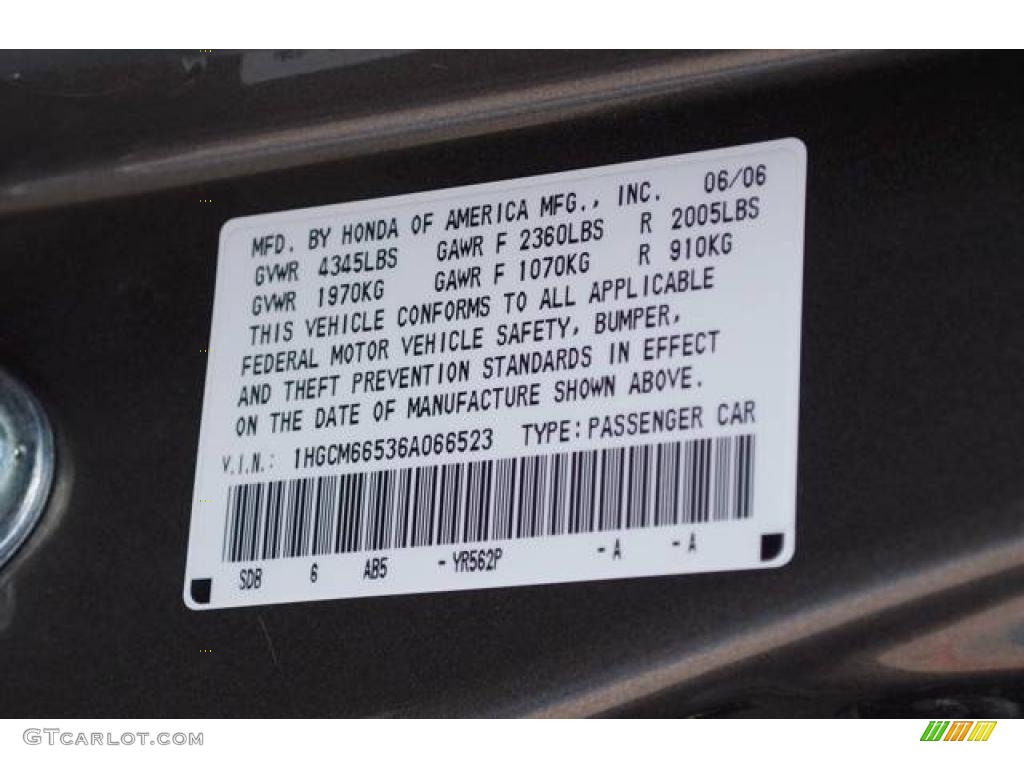 MFD. BY HONDA OF AMERICA MFG., INC. 06/06
GVWR 4345LBS GAWR F 2360LBS R 2005LBS
GVWR 1970KG GAWR F 1070KG R 910KG
THIS VEHICLE CONFORMS TO ALL APPLICABLE
FEDERAL MOTOR VEHICLE SAFETY, BUMPER,
AND THEFT PREVENTION STANDARDS IN EFFECT
ON THE DATE OF MANUFACTURE SHOWN ABOVE.
V.I.N.: 1HGCM66536A066523 TYPE: PASSENGER CAR
SDB 6 AB5 - YR562P - A - A
GTCARLOT.COM